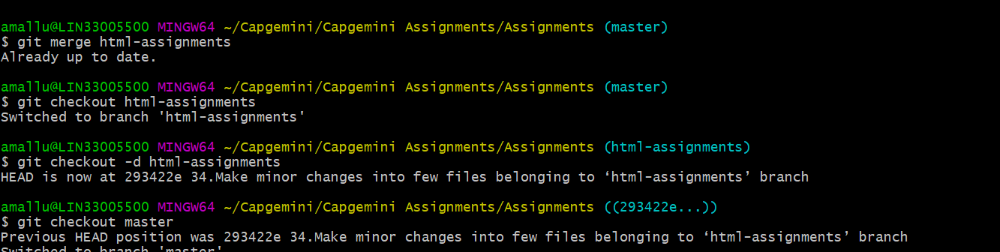 amallu@LIN33005500 MINGW64 ~/Capgemini/Capgemini Assignments/Assignments (master)
$ git merge html-assignments
Already up to date.
amallu@LIN33005500 MINGW64 ~/Capgemini/Capgemini Assignments/Assignments (master)
$ git checkout html-assignments
Switched to branch 'html-assignments'
amallu@LIN33005500 MINGW64 ~/Capgemini/Capgemini Assignments/Assignments (html-assignments)
$ git checkout -d html-assignments
HEAD is now at 293422e 34.Make minor changes into few files belonging to ‘html-assignments’ branch
amallu@LIN33005500 MINGW64 ~/Capgemini/Capgemini Assignments/Assignments ((293422e...))
$ git checkout master
Previous HEAD position was 293422e 34.Make minor changes into few files belonging to ‘html-assignments’ branch
Switched to branch 'master'